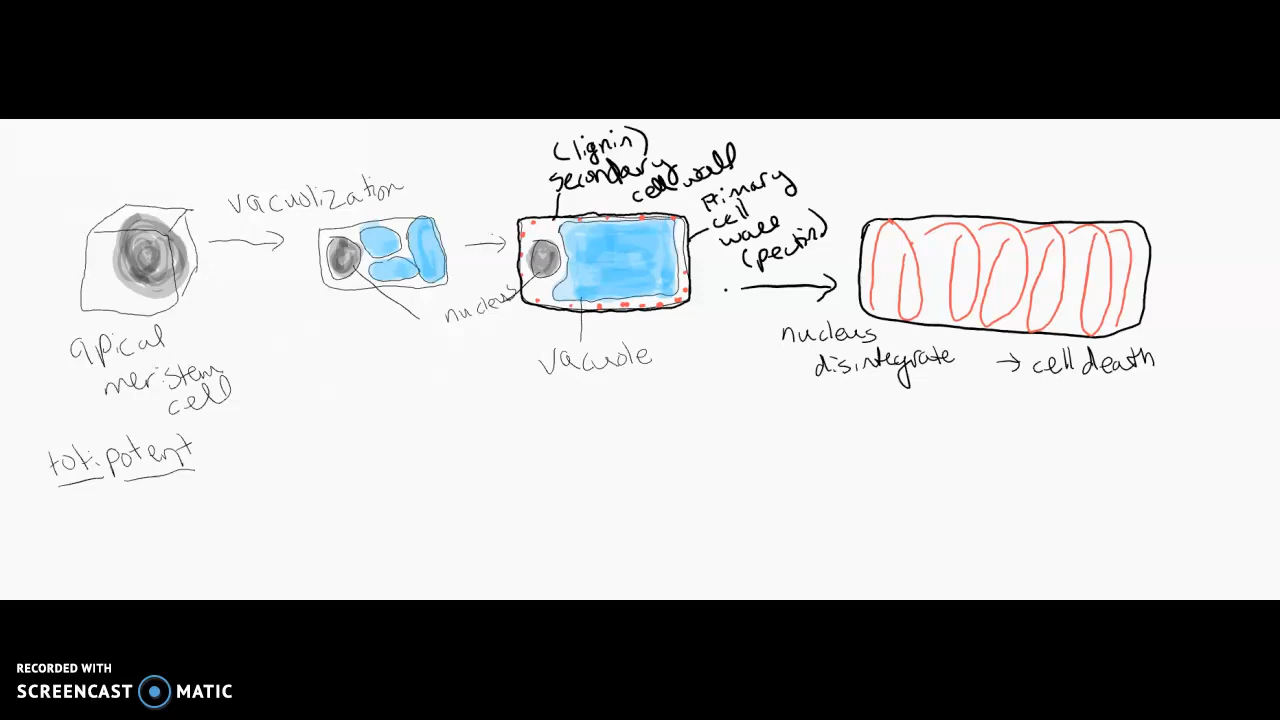 (lignin)
secondary
cell wall
Primary
cell
wall
(pectin)
vacuolization
apical
meristem
cell
totipotent
nucleus
vacuole
nucleus
disintegrate → cell death
RECORDED WITH
SCREENCAST MATIC